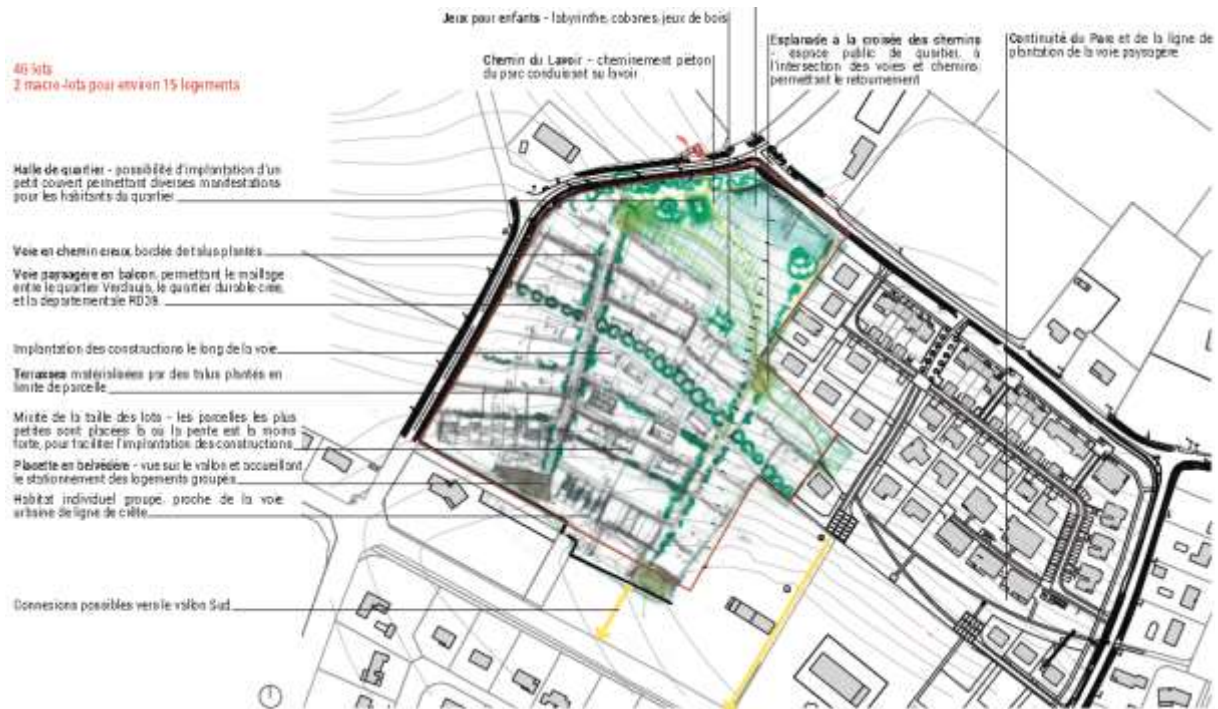 Jeux pour enfants - labyrinthe, cabanes, jeux de bois
Chemin du Lavoir - cheminement piéton
du parc conduisant au lavoir
Esplanade à la croisée des chemins
- espace public de quartier, à
l'intersection des voies et chemins,
permettant le retournement
Continuité du Parc et de la ligne de
plantation de la voie paysagère
46 lots
2 macro-lots pour environ 15 logements
Halle de quartier - possibilité d'implantation d'un
petit couvert permettant diverses manifestations
pour les habitants du quartier
Voie en chemin creux, bordée de talus plantés
Voie paysagère en balcon, permettant le maillage
entre le quartier Verdaujo, le quartier durable créé,
et la départementale RD39.
Implantation des constructions le long de la voie
Terrasses matérialisées par des talus plantés en
limite de parcelle
Mixité de la taille des lots - les parcelles les plus
petites sont placées là où la pente est la moins
forte, pour faciliter l'implantation des constructions
Placette en belvédère - vue sur le vallon et accueillant
le stationnement des logements groupés
Habitat individuel groupé, proche de la voie
urbaine de ligne de crête
Connexions possibles vers le vallon Sud